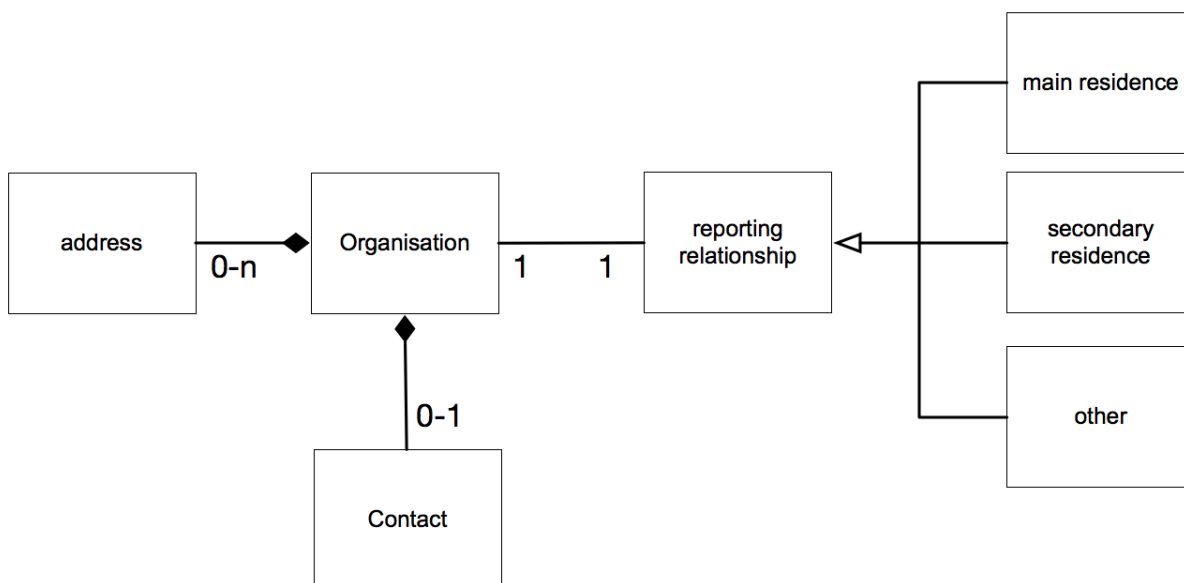 main residence
address
Organisation
reporting
relationship
secondary
residence
0-n
1
1
0-1
other
Contact